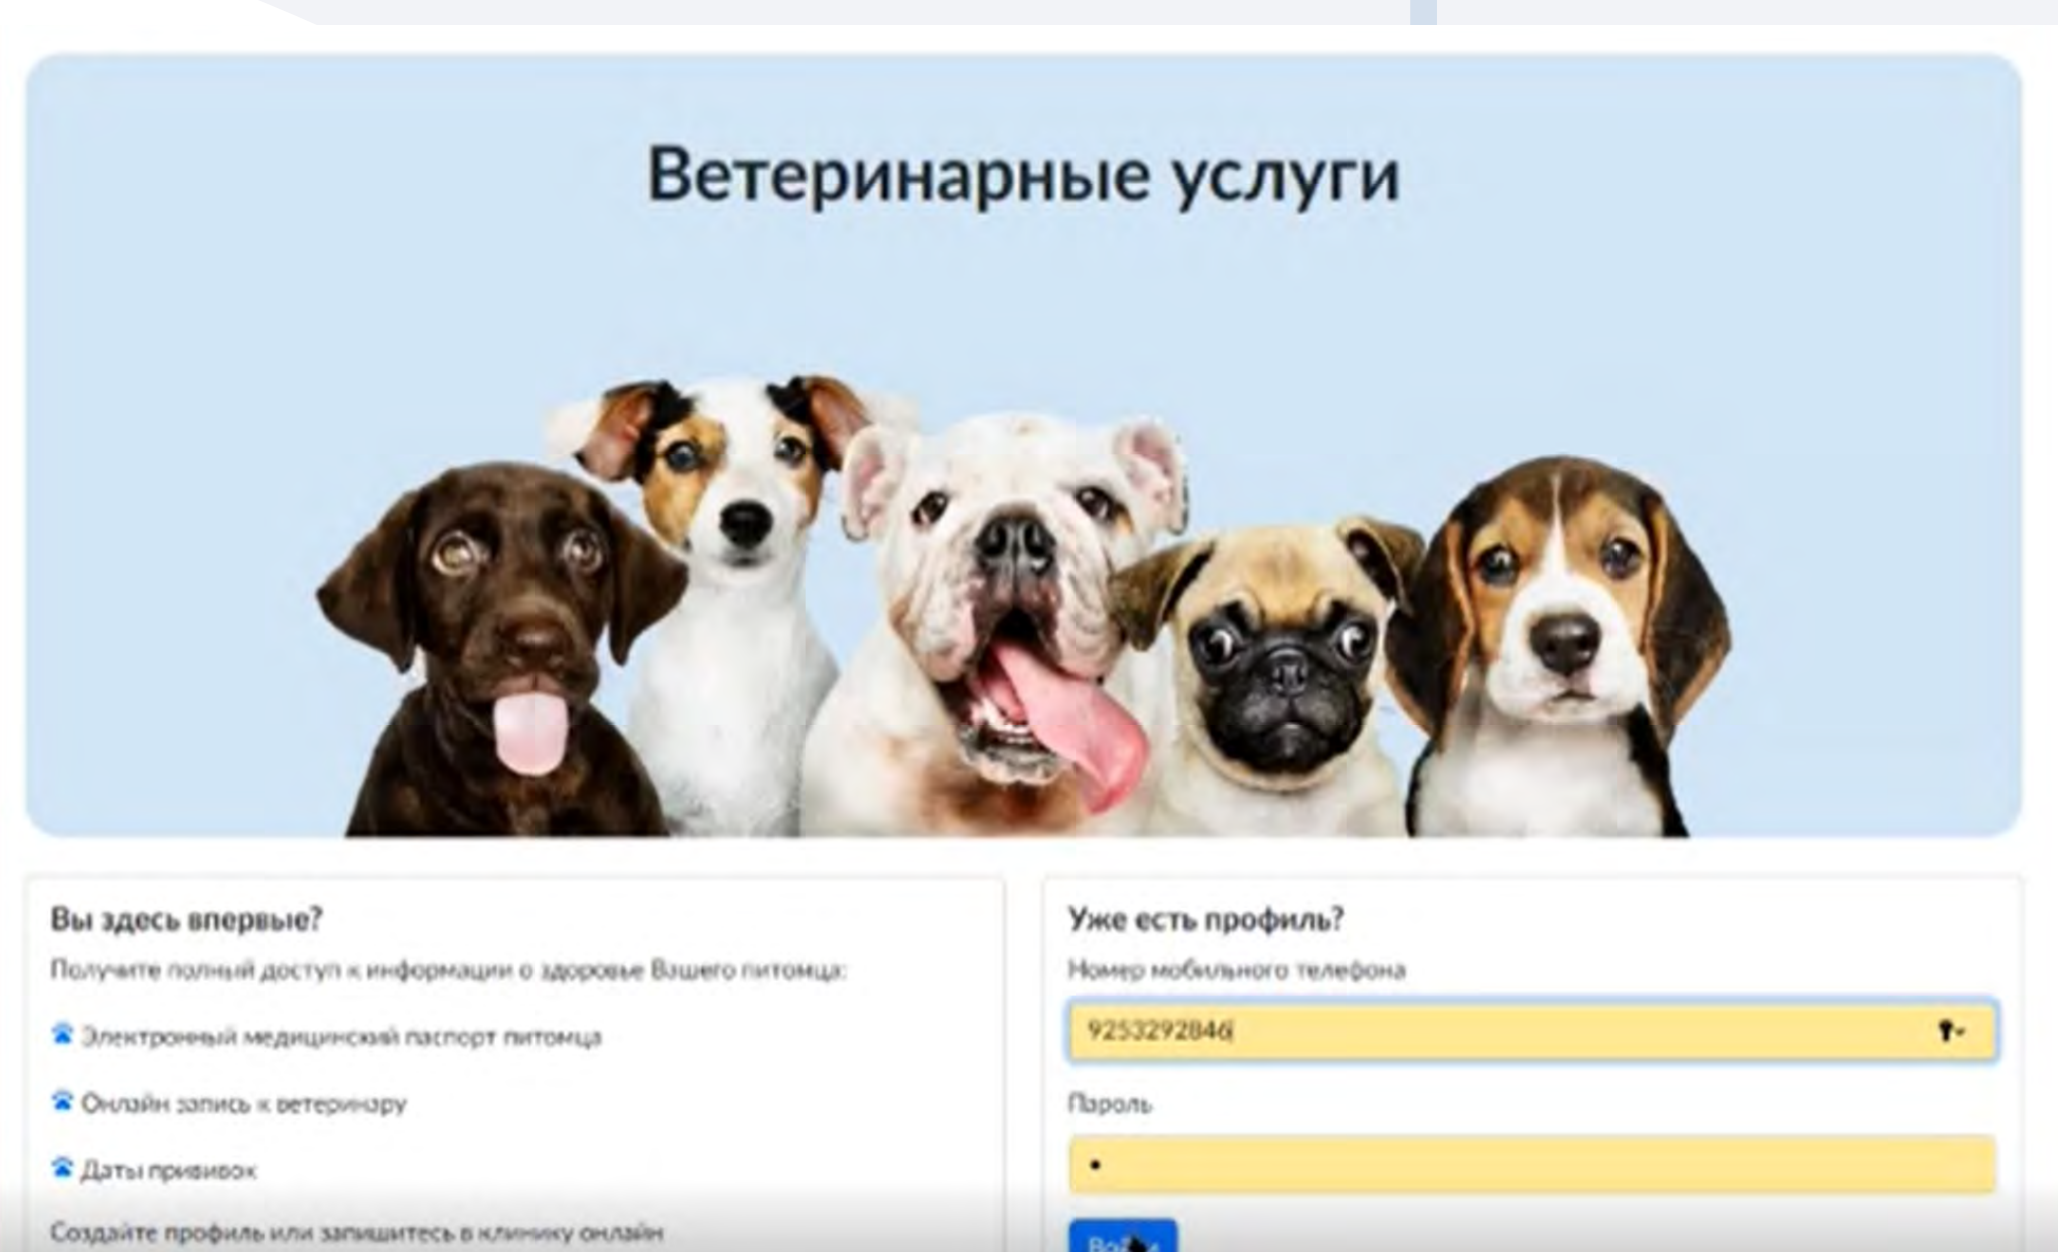 Ветеринарные услуги
Вы здесь впервые?
Получите полный доступ к информации о здоровье Вашего питомца:
Электронный медицинский паспорт питомца
Онлайн запись к ветеринару
Даты прививок
Создайте профиль или запишитесь в клинику онлайн
Уже есть профиль?
Номер мобильного телефона
9253292846
Пароль